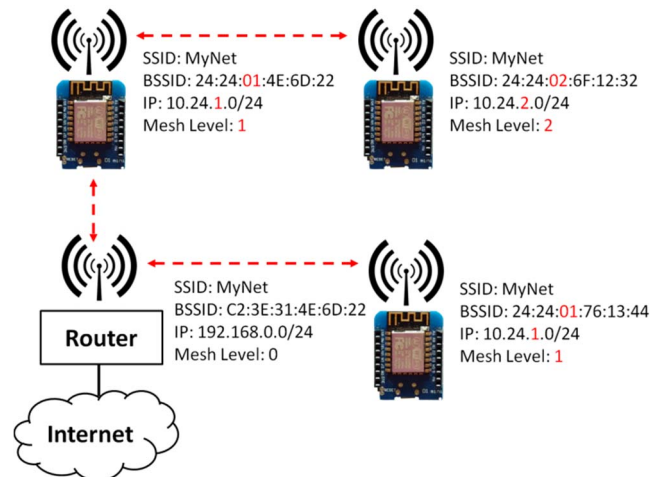 SSID: MyNet
BSSID: 24:24:01:4E:6D:22
IP: 10.24.1.0/24
Mesh Level: 1
SSID: MyNet
BSSID: 24:24:02:6F:12:32
IP: 10.24.2.0/24
Mesh Level: 2
SSID: MyNet
BSSID: C2:3E:31:4E:6D:22
IP: 192.168.0.0/24
Mesh Level: 0
SSID: MyNet
BSSID: 24:24:01:76:13:44
IP: 10.24.1.0/24
Mesh Level: 1
Router
Internet